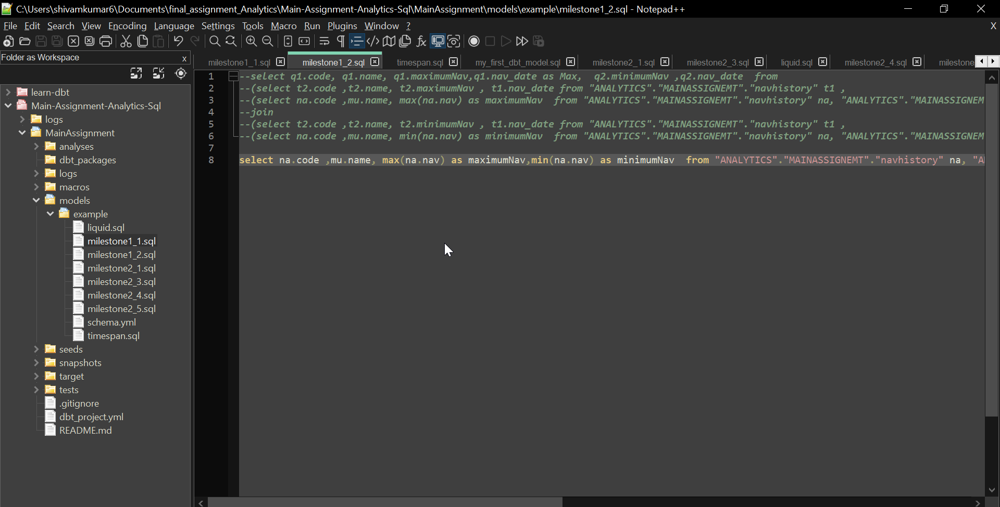 C:\Users\shivamkumar6\Documents\final_assignment_Analytics\Main-Assignment-Analytics-Sql\MainAssignment\models\example\milestone1_2.sql - Notepad++
File Edit Search View Encoding Language Settings Tools Macro Run Plugins Window ? X
Folder as Workspace x
milestone1_1.sql milestone1_2.sql timespan.sql my_first_dbt_model.sql milestone2_1.sql milestone2_3.sql liquid.sql milestone2_4.sql milestone
learn-dbt
Main-Assignment-Analytics-Sql
logs
MainAssignment
analyses
dbt_packages
logs
macros
models
example
liquid.sql
milestone1_1.sql
milestone1_2.sql
milestone2_1.sql
milestone2_3.sql
milestone2_4.sql
milestone2_5.sql
schema.yml
timespan.sql
seeds
snapshots
target
tests
.gitignore
dbt_project.yml
README.md
1 --select q1.code, q1.name, q1.maximumNav,q1.nav_date as Max, q2.minimumNav ,q2.nav_date from
2 --(select t2.code ,t2.name, t2.maximumNav , t1.nav_date from "ANALYTICS"."MAINASSIGNEMT"."navhistory" t1 ,
3 --(select na.code ,mu.name, max(na.nav) as maximumNav from "ANALYTICS"."MAINASSIGNEMT"."navhistory" na, "ANALYTICS"."MAINASSIGNEM
4 --join
5 --(select t2.code ,t2.name, t2.minimumNav , t1.nav_date from "ANALYTICS"."MAINASSIGNEMT"."navhistory" t1 ,
6 --(select na.code ,mu.name, min(na.nav) as minimumNav from "ANALYTICS"."MAINASSIGNEMT"."navhistory" na, "ANALYTICS"."MAINASSIGNEM
7
8 select na.code ,mu.name, max(na.nav) as maximumNav,min(na.nav) as minimumNav from "ANALYTICS"."MAINASSIGNEMT"."navhistory" na, "A